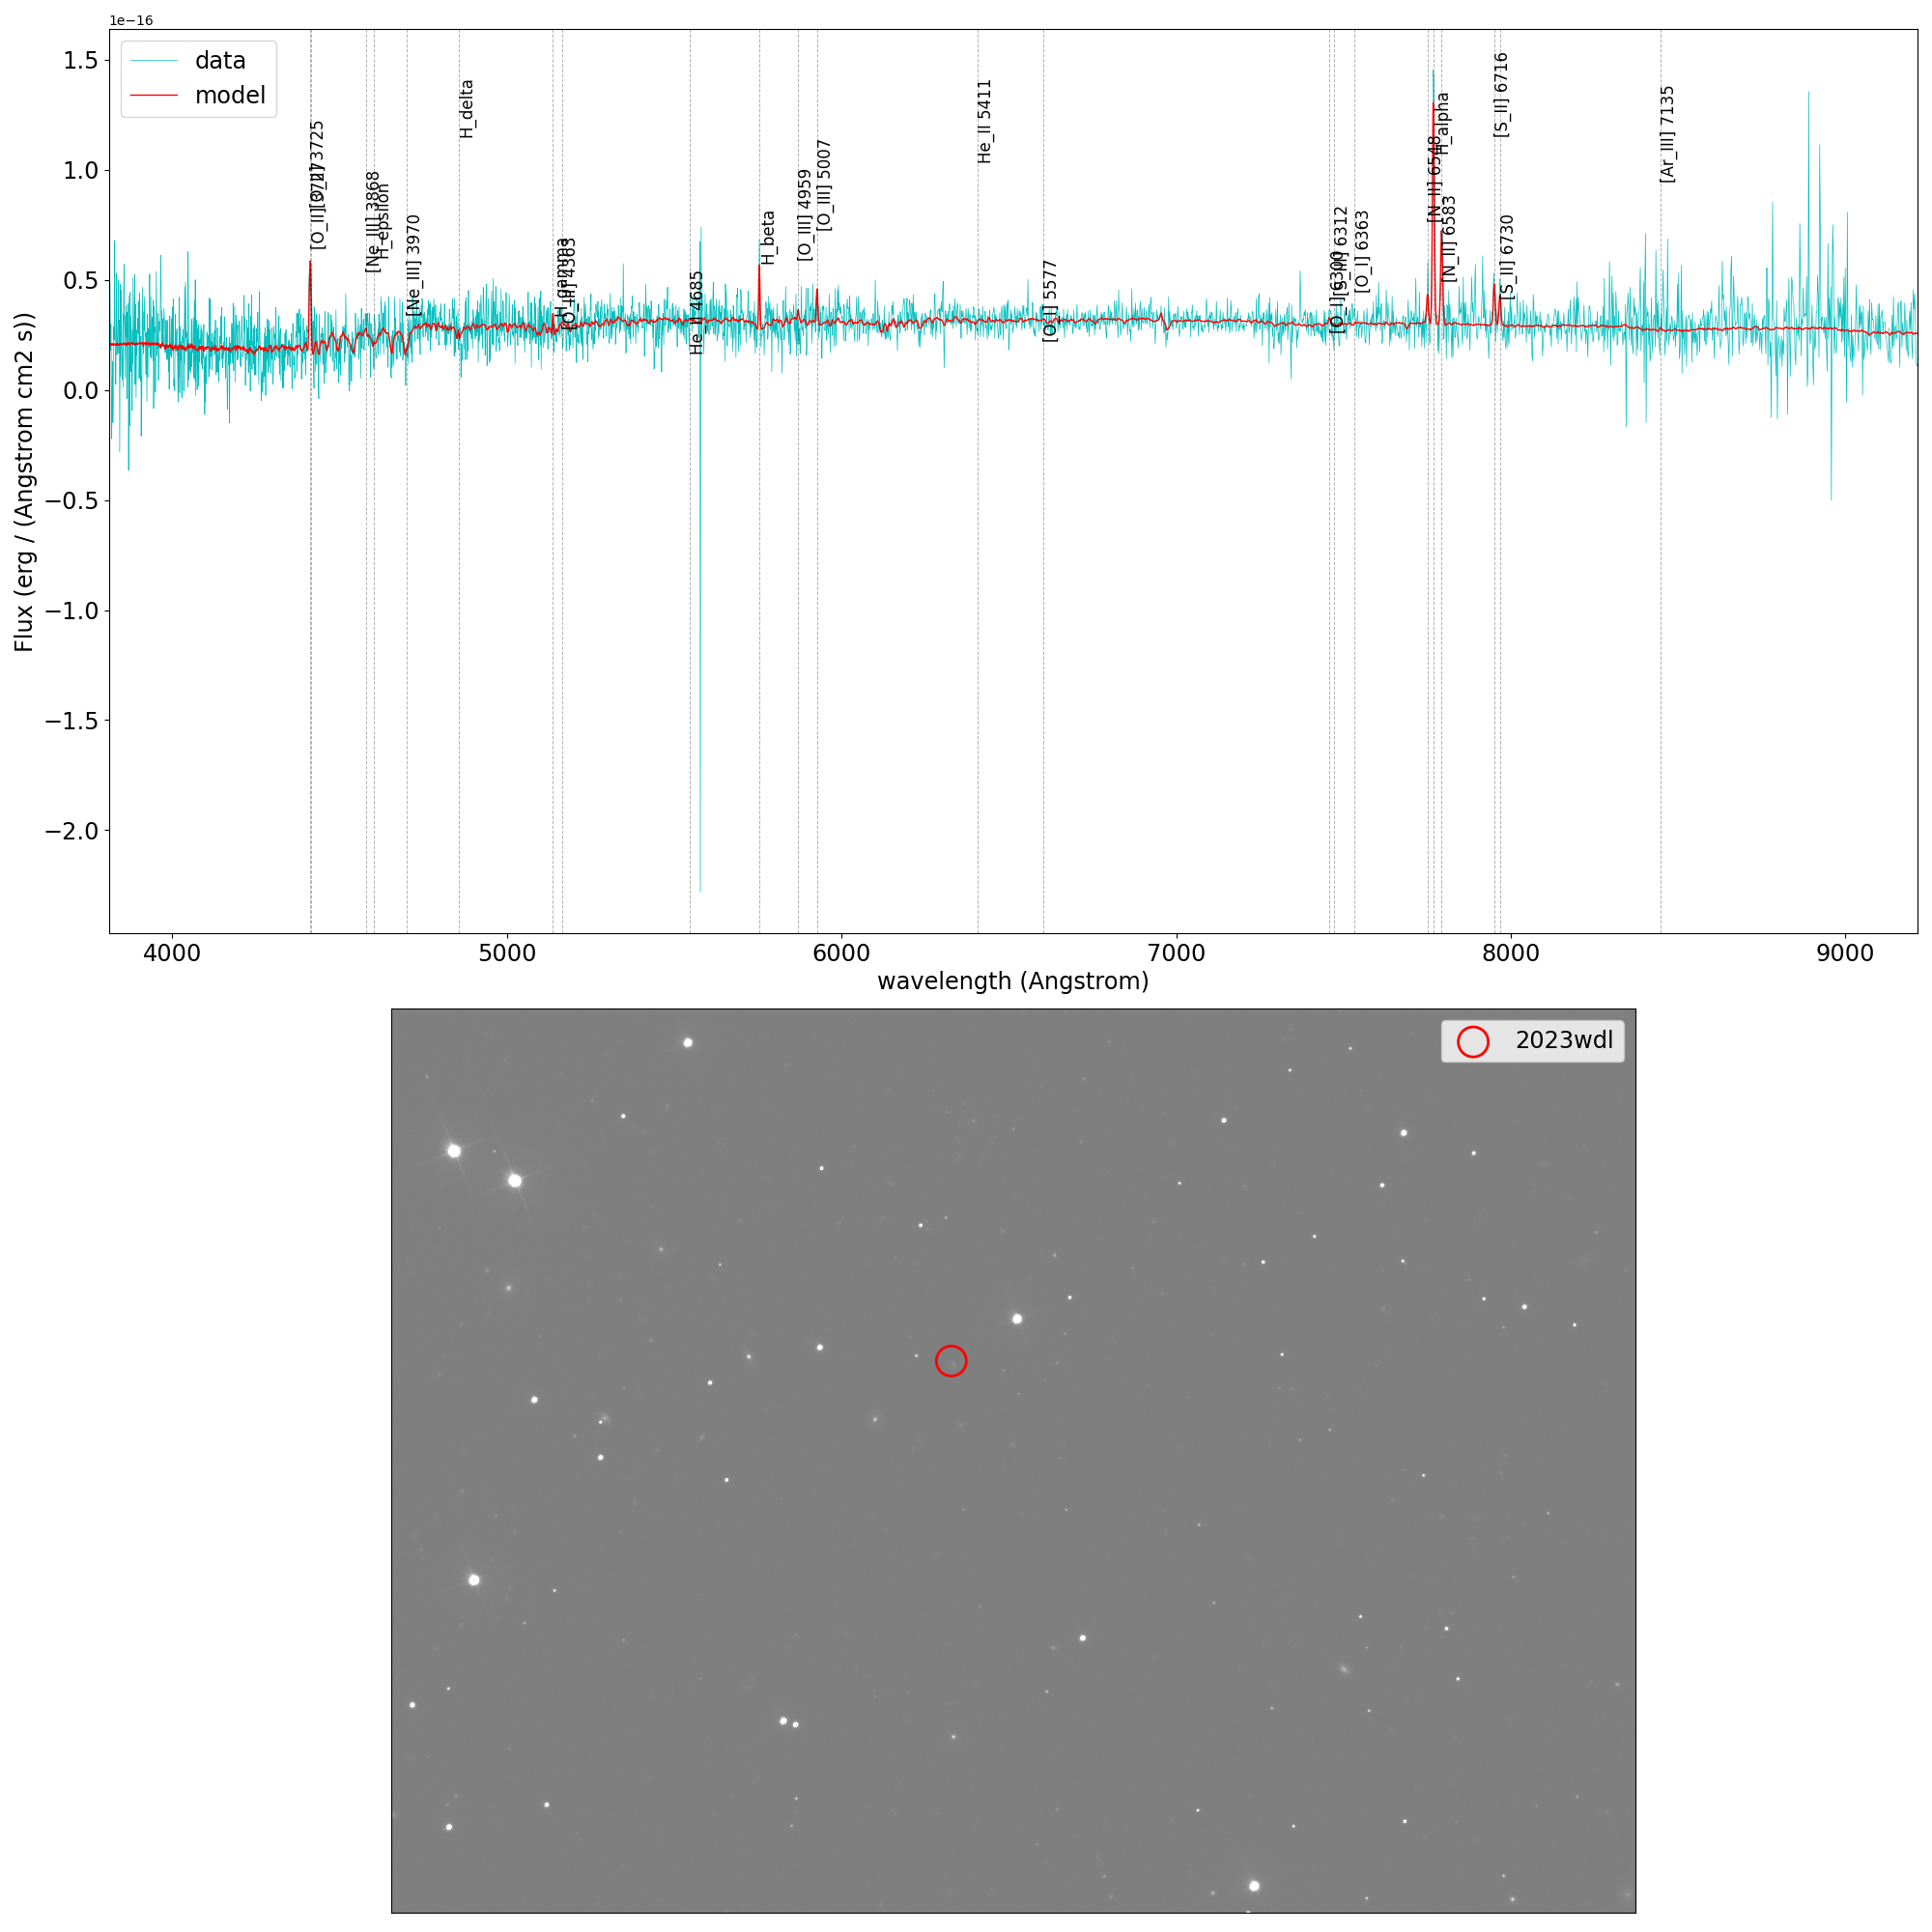 1e−16
data
model
1.5
1.0
0.5
0.0
−0.5
−1.0
−1.5
−2.0
Flux (erg / (Angstrom cm2 s))
[O_II] 3727
[O_II] 3725
[Ne_III] 3868
H_epsilon
[Ne_III] 3970
H_delta
H_gamma
[O_III] 4363
He_II 4685
H_beta
[O_III] 4959
[O_III] 5007
He_II 5411
[O_I] 5577
[O_I] 6300
[S_III] 6312
[O_I] 6363
[N_II] 6548
H_alpha
[N_II] 6583
[S_II] 6716
[S_II] 6730
[Ar_III] 7135
4000
5000
6000
7000
8000
9000
wavelength (Angstrom)
2023wdl